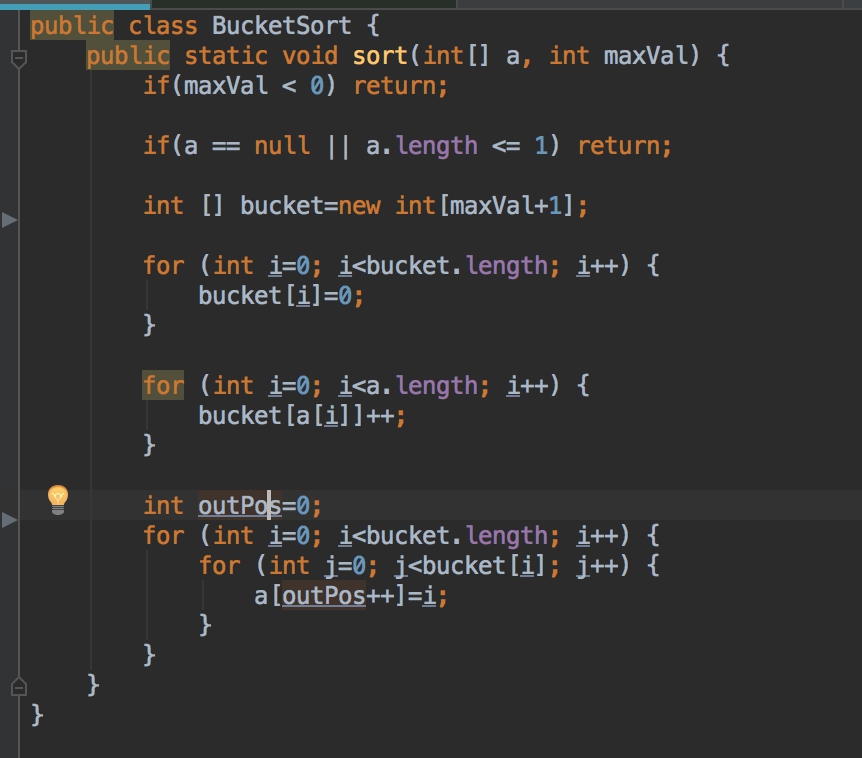 public class BucketSort {
    public static void sort(int[] a, int maxVal) {
        if(maxVal < 0) return;
        if(a == null || a.length <= 1) return;
        int [] bucket=new int[maxVal+1];
        for (int i=0; i<bucket.length; i++) {
            bucket[i]=0;
        }
        for (int i=0; i<a.length; i++) {
            bucket[a[i]]++;
        }
        int outPos=0;
        for (int i=0; i<bucket.length; i++) {
            for (int j=0; j<bucket[i]; j++) {
                a[outPos++]=i;
            }
        }
    }
}